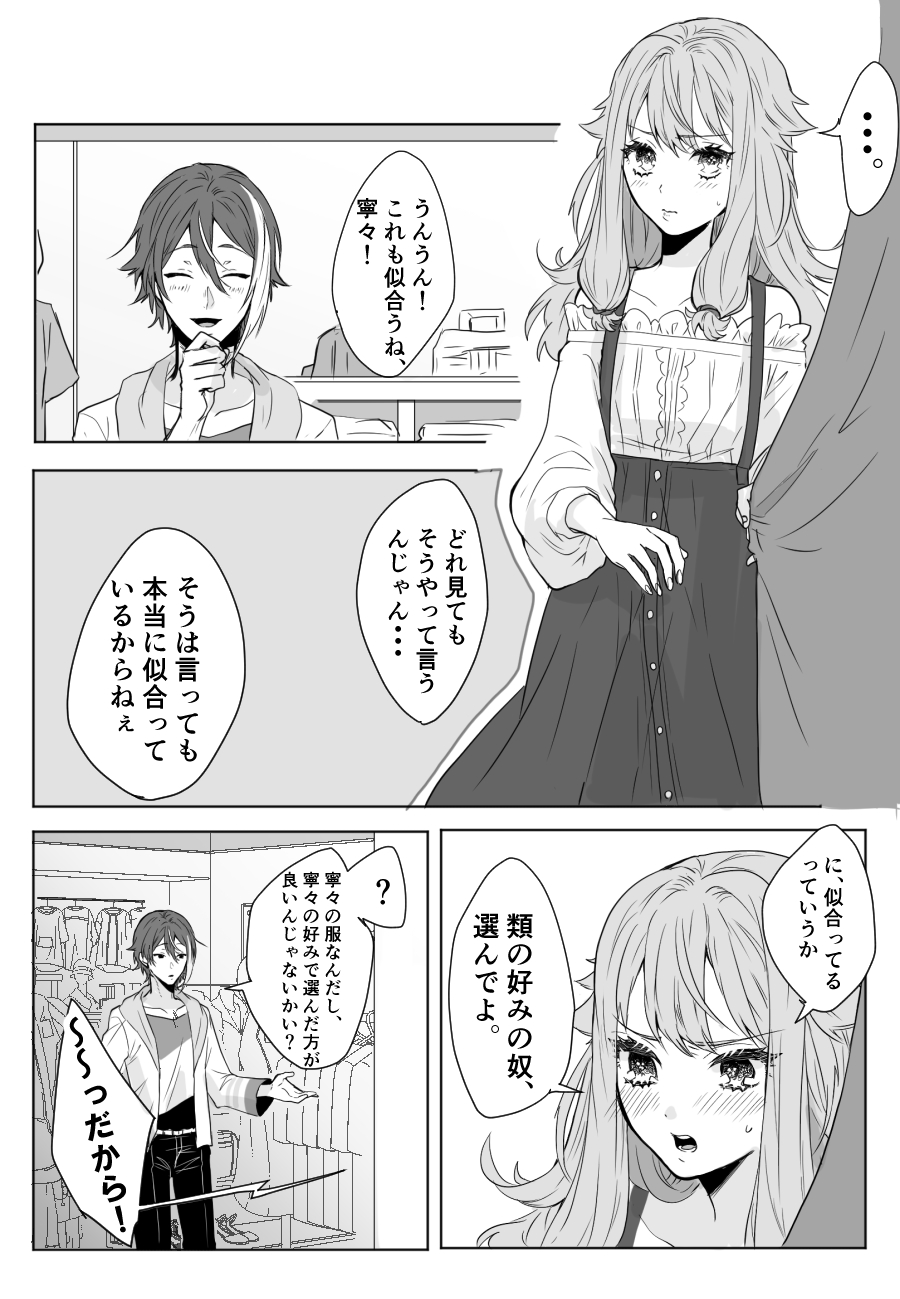 ・・・。
うんうん！
これも似合うね、
寧々！
どれ見ても
そうやって言う
んじゃん・・・
そうは言っても
本当に似合って
いるからねぇ
に、似合ってる
っていうか
類の好みの奴、
選んでよ。
？
寧々の服なんだし、
寧々の好みで選んだ方が
良いんじゃないかい？
～～っだから！